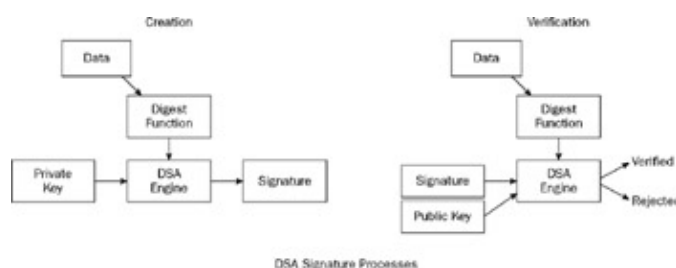 Creation
Data
Digest
Function
Private
Key
DSA
Engine
Signature
Verification
Data
Digest
Function
Signature
Public Key
DSA
Engine
Verified
Rejected
DSA Signature Processes